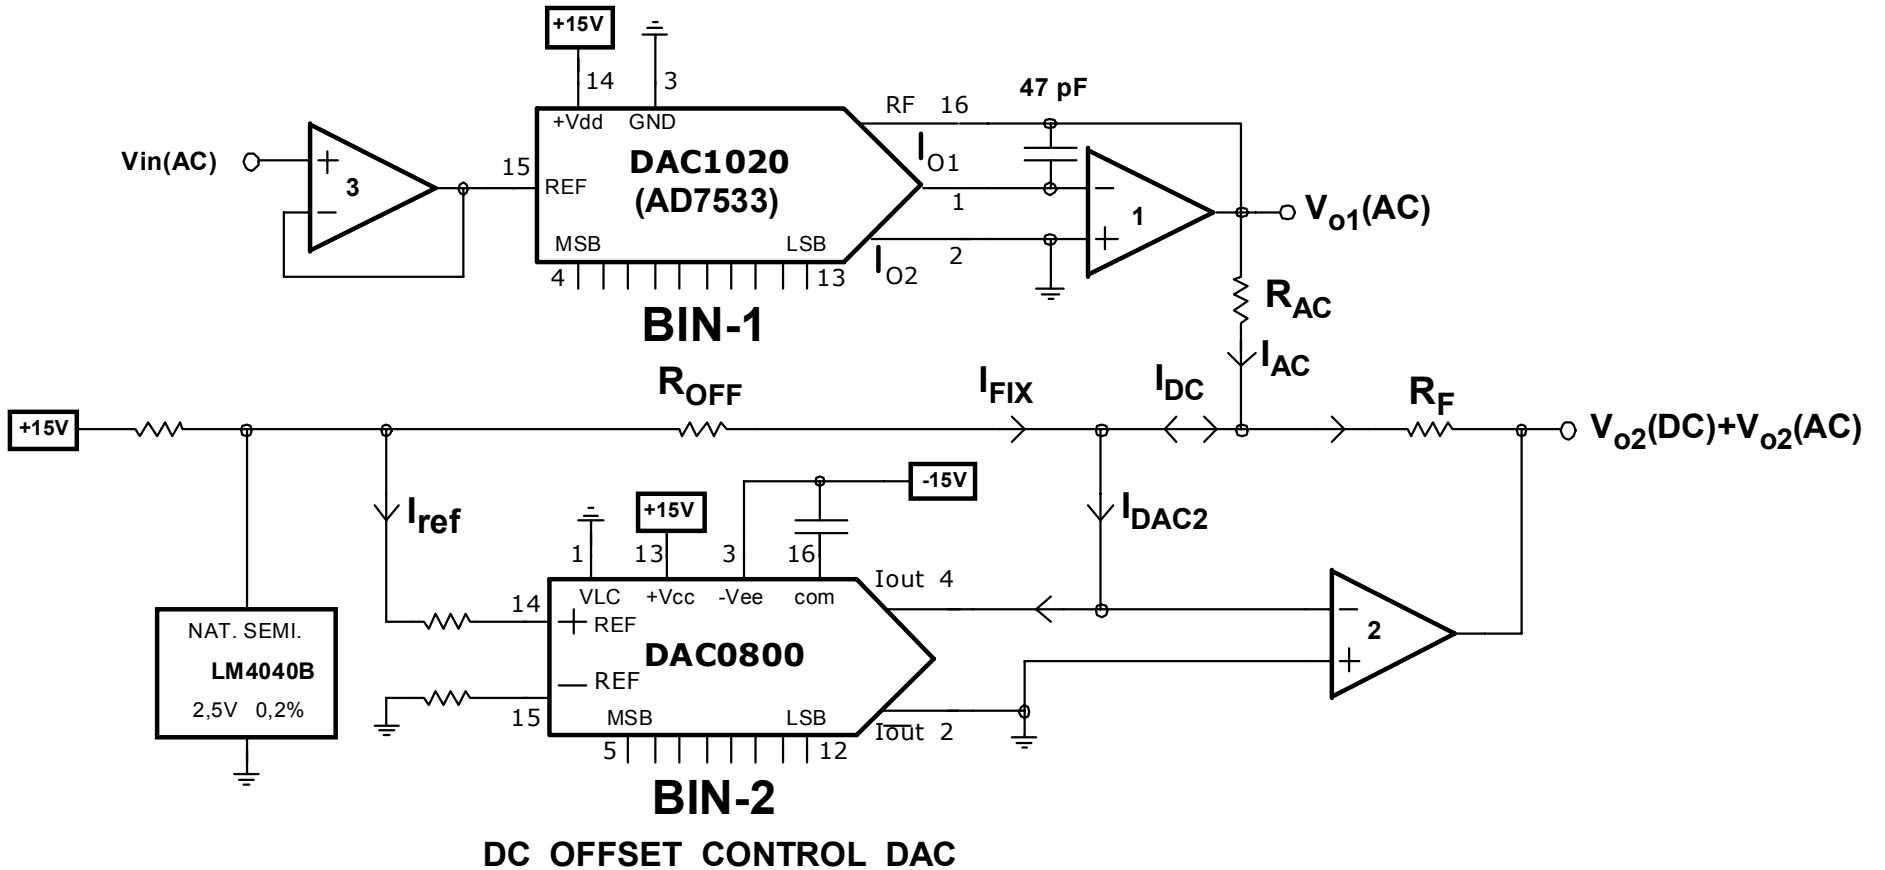 +15V
14 3
47 pF
RF 16
+Vdd GND
Vin(AC) + 3 −
15 REF
DAC1020
(AD7533)
IO1
1
− 1 +
Vo1(AC)
MSB LSB
4 13
IO2
2
BIN-1
RAC
IAC
ROFF
IFIX
IDC
RF
+15V
Vo2(DC)+Vo2(AC)
-15V
+15V
Iref
IDAC2
1 13 3 16
Iout 4
VLC +Vcc -Vee com
14 + REF
NAT. SEMI.
LM4040B
2,5V 0,2%
DAC0800
− 2 +
− REF
15
MSB LSB
5 12
Iout 2
BIN-2
DC OFFSET CONTROL DAC